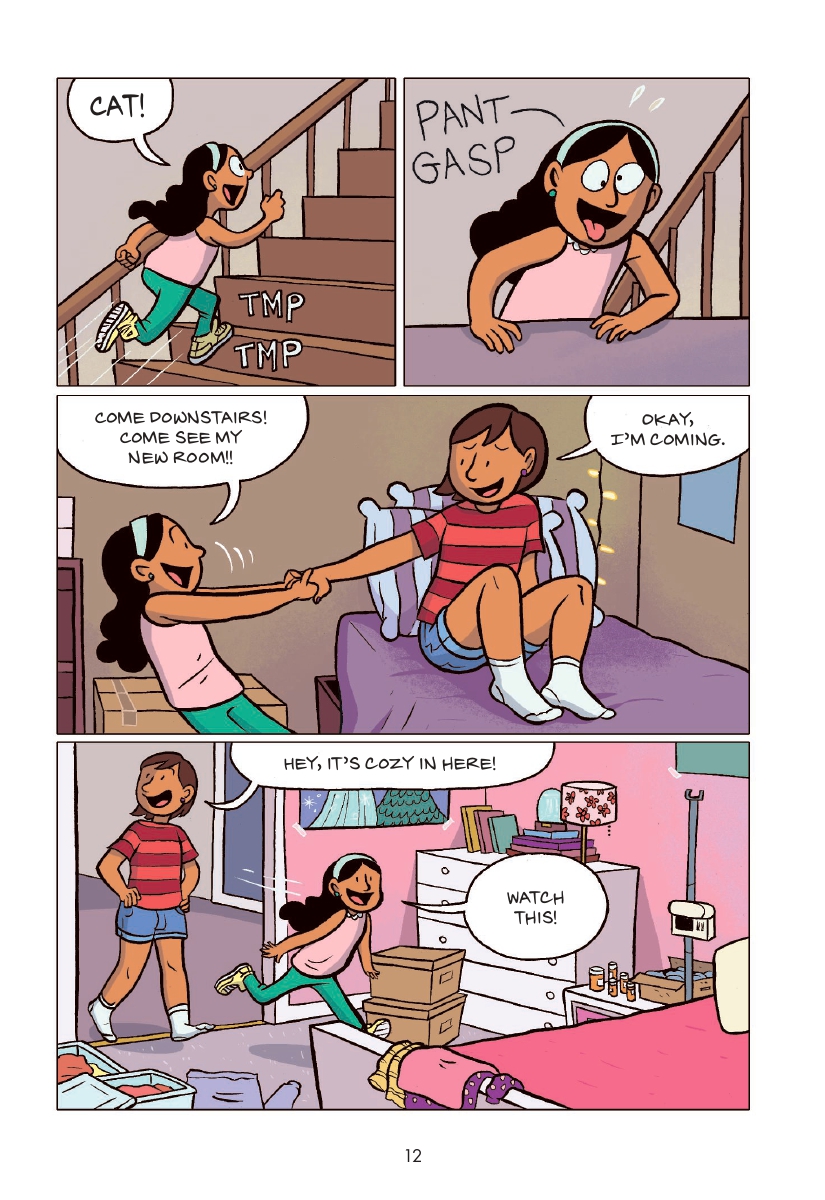 CAT!
TMP
TMP
PANT
GASP
COME DOWNSTAIRS!
COME SEE MY
NEW ROOM!!
OKAY,
I'M COMING.
HEY, IT'S COZY IN HERE!
WATCH
THIS!
12